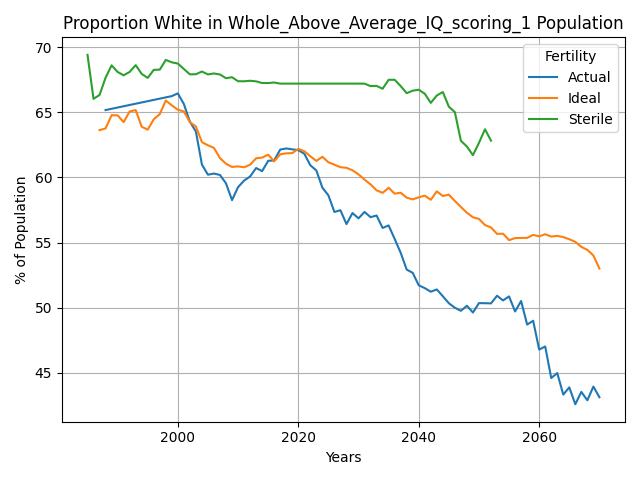 Proportion White in Whole_Above_Average_IQ_scoring_1 Population
% of Population
70
65
60
55
50
45
Fertility
Actual
Ideal
Sterile
2000
2020
2040
2060
Years